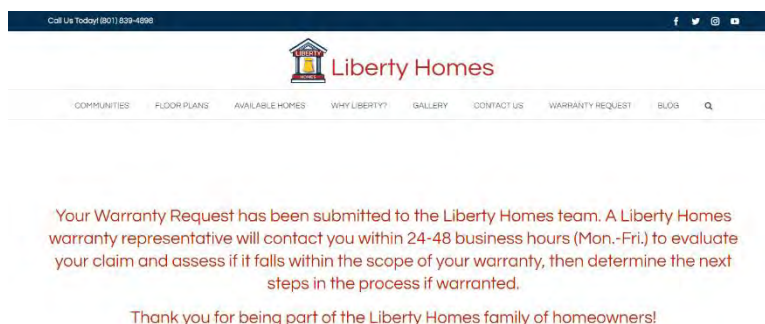 Call Us Today! (801) 839-4898
LIBERTY
HOMES
Liberty Homes
COMMUNITIES FLOOR PLANS AVAILABLE HOMES WHY LIBERTY? GALLERY CONTACT US WARRANTY REQUEST BLOG
Your Warranty Request has been submitted to the Liberty Homes team. A Liberty Homes
warranty representative will contact you within 24-48 business hours (Mon.-Fri.) to evaluate
your claim and assess if it falls within the scope of your warranty, then determine the next
steps in the process if warranted.
Thank you for being part of the Liberty Homes family of homeowners!